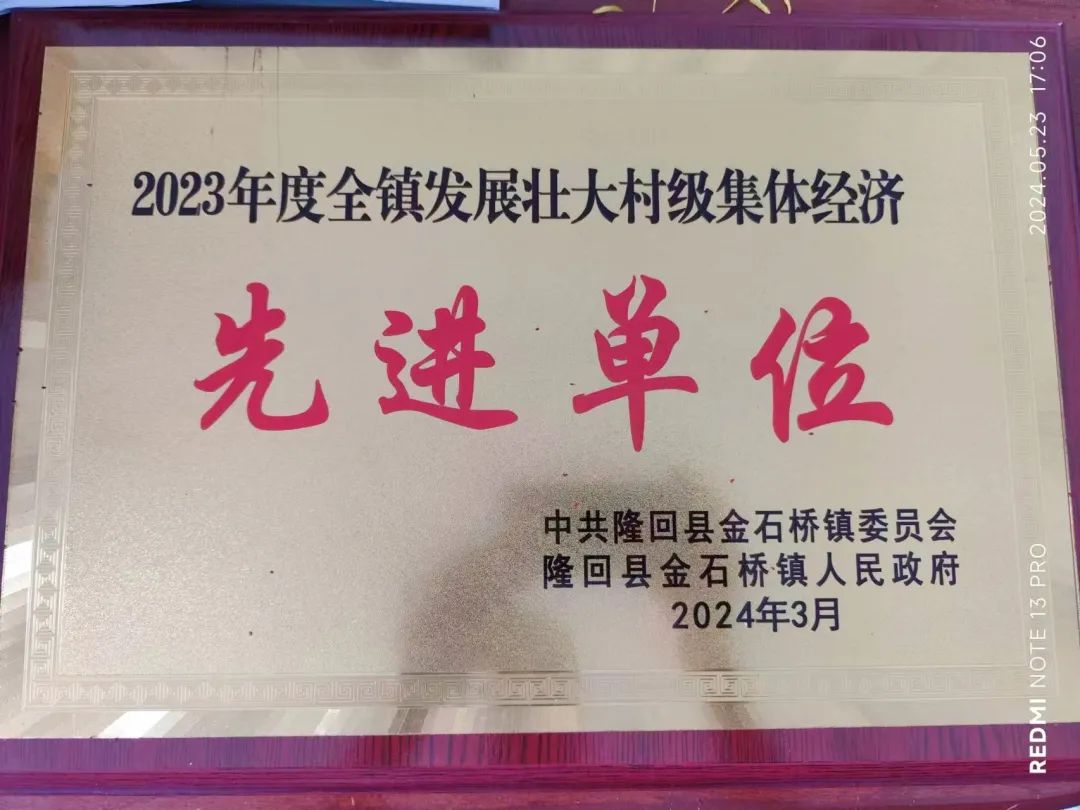 2023年度全镇发展壮大村级集体经济
先进单位
中共隆回县金石桥镇委员会
隆回县金石桥镇人民政府
2024年3月
REDMI NOTE 13 PRO
2024.05.23 17:06